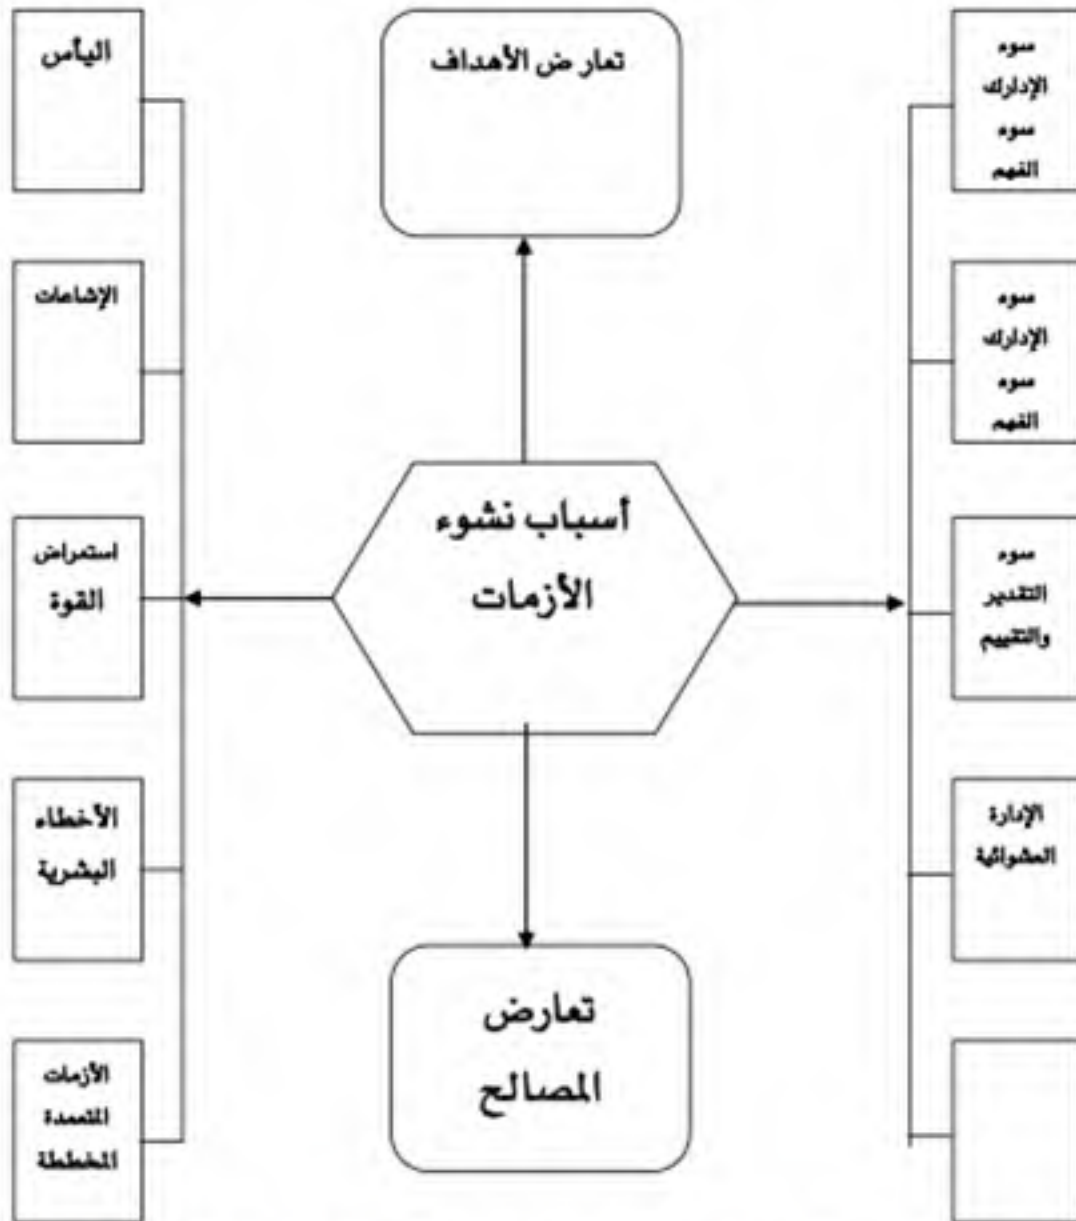 تعارض الأهداف
سوء
الإدارك
سوء
الفهم
سوء
الإدارك
سوء
الفهم
سوء
التقدير
والتقييم
الإدارة
العشوائية
أسباب نشوء
الأزمات
تعارض
المصالح
اليأس
الإشاعات
استعراض
القوة
الأخطاء
البشرية
الأزمات
المتعمدة
المخططة